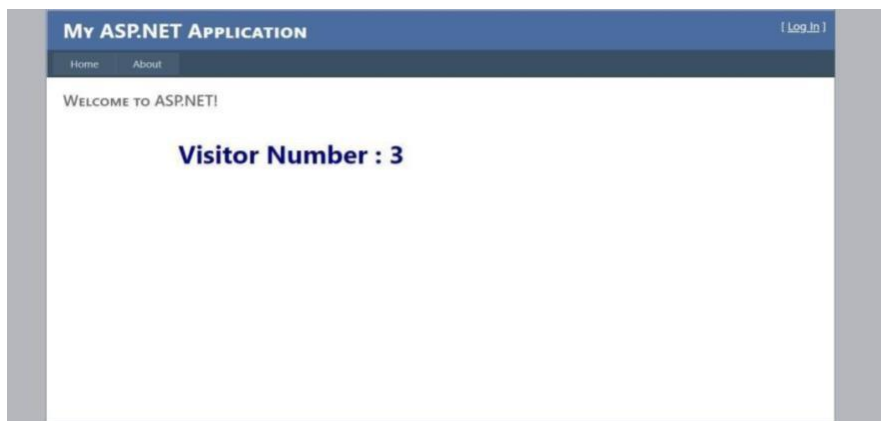 My ASP.NET Application
[ Log In ]
Home About
Welcome to ASP.NET!
Visitor Number : 3